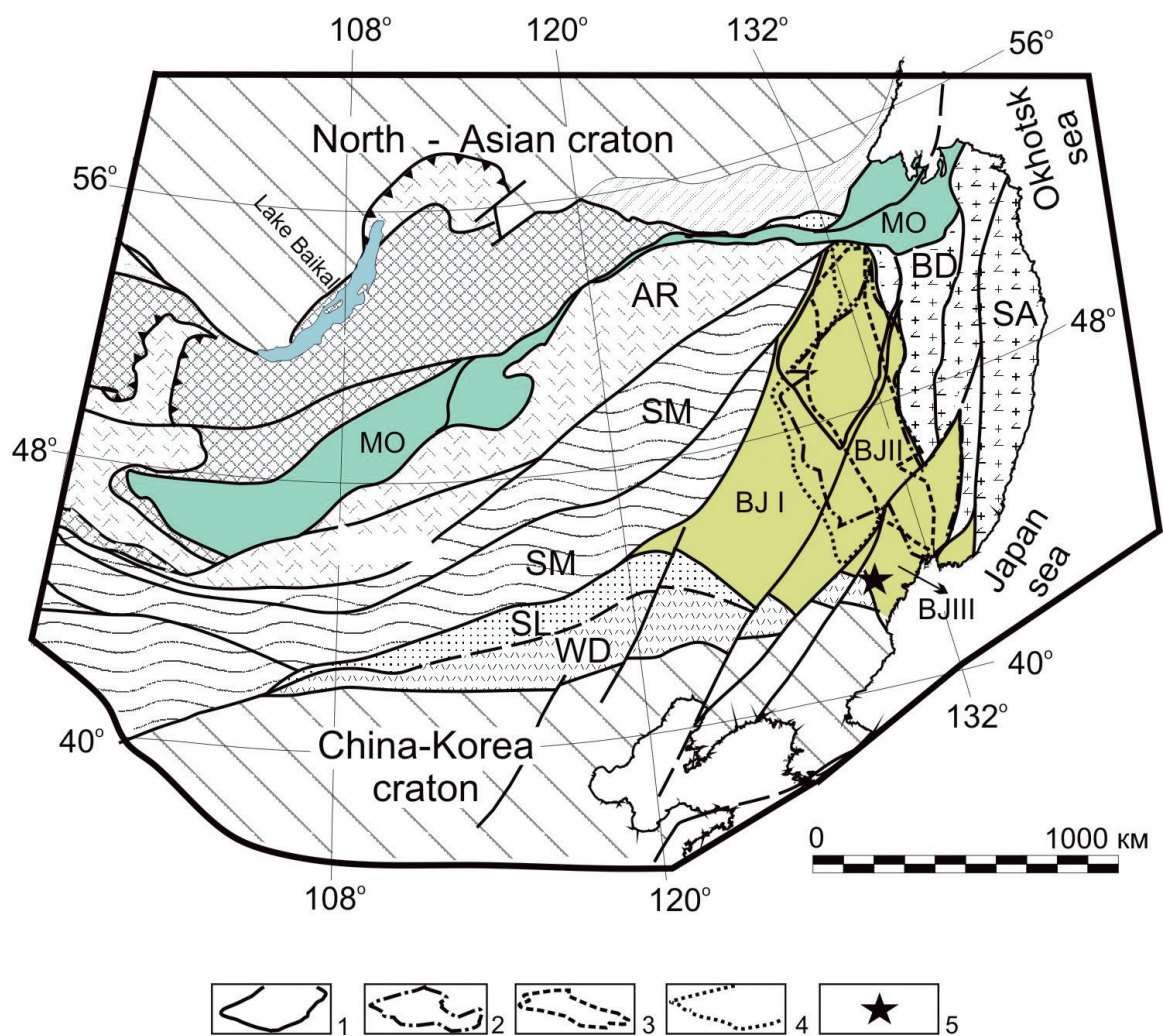 108°
120°
132°
56°
Okhotsk
sea
North - Asian craton
56°
Lake Baikal
MO
BD
AR
SA
48°
SM
48°
MO
BJII
BJ I
SM
Japan
sea
BJIII
SL
WD
40°
132°
40°
China-Korea
craton
0 1000 км
108°
120°
1 2 3 4 5